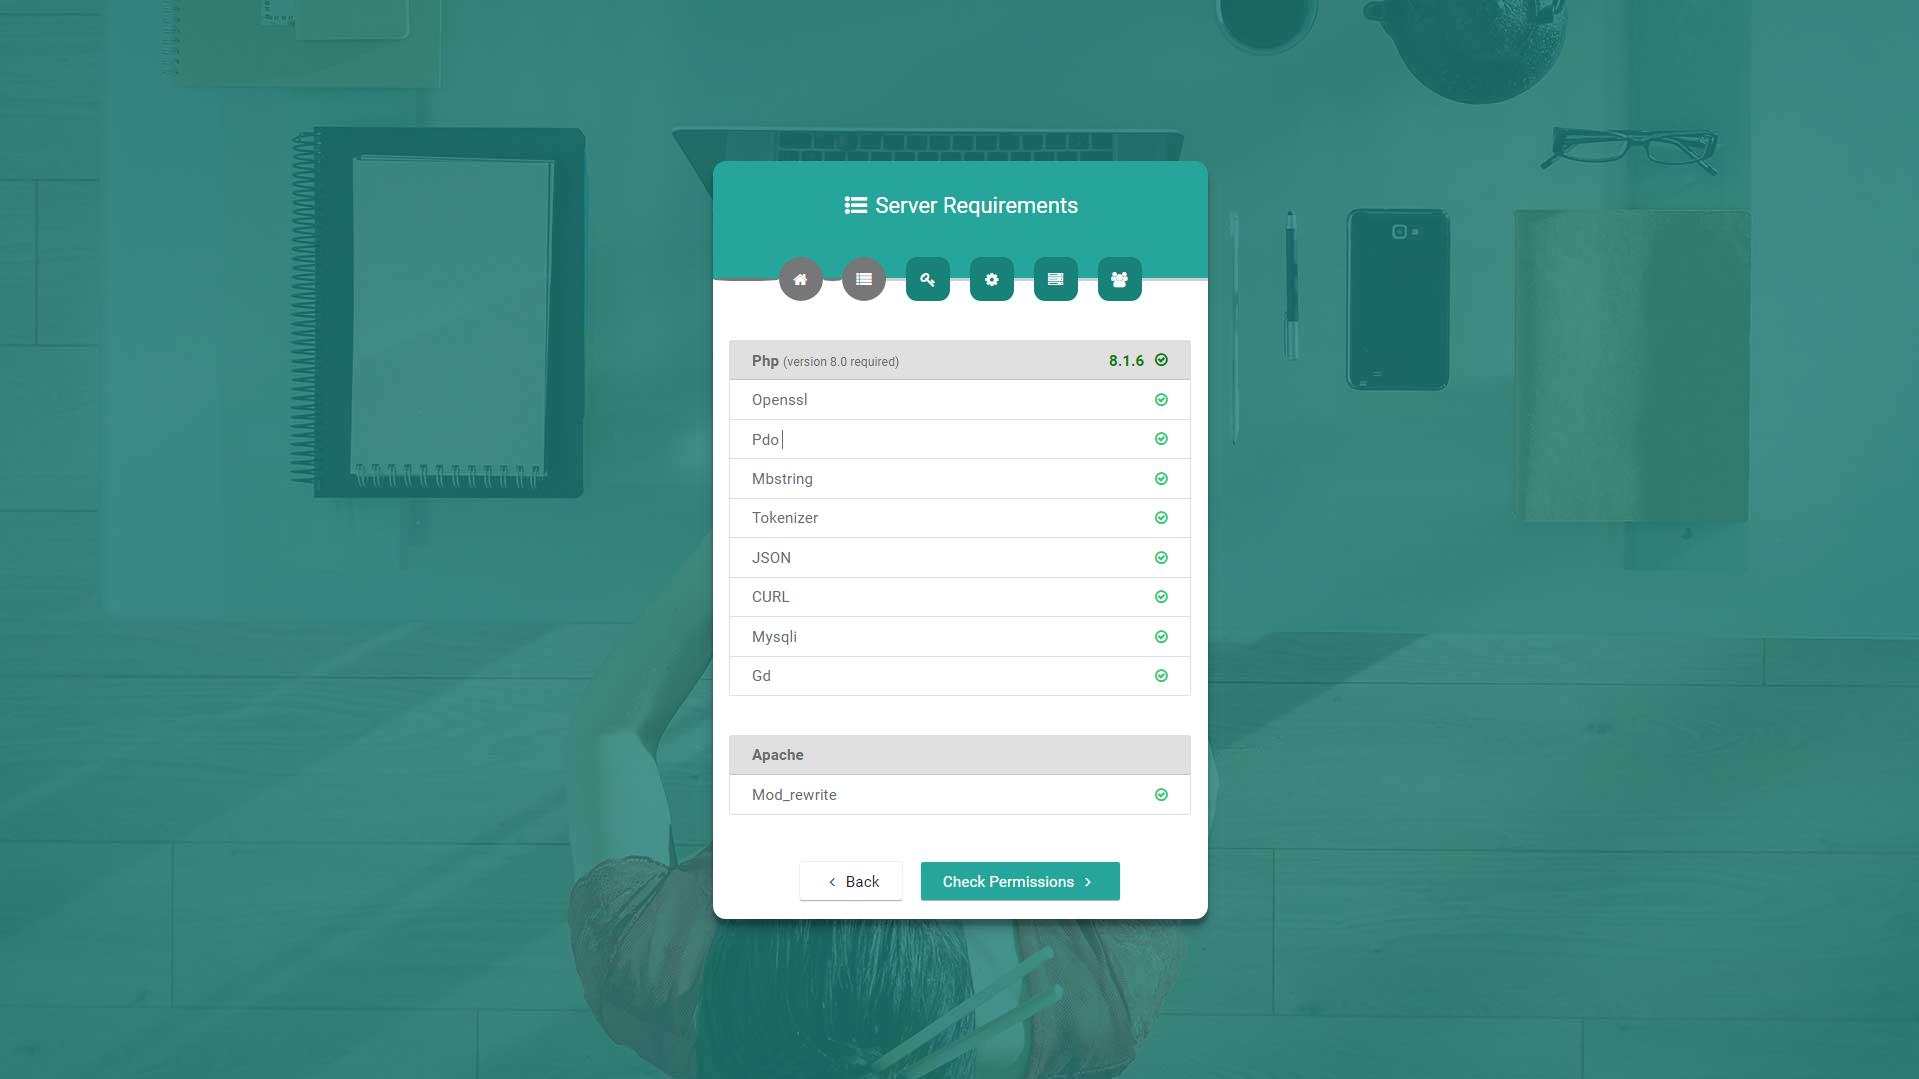 Server Requirements
Php (version 8.0 required) 8.1.6
Openssl
Pdo
Mbstring
Tokenizer
JSON
CURL
Mysqli
Gd
Apache
Mod_rewrite
Back Check Permissions